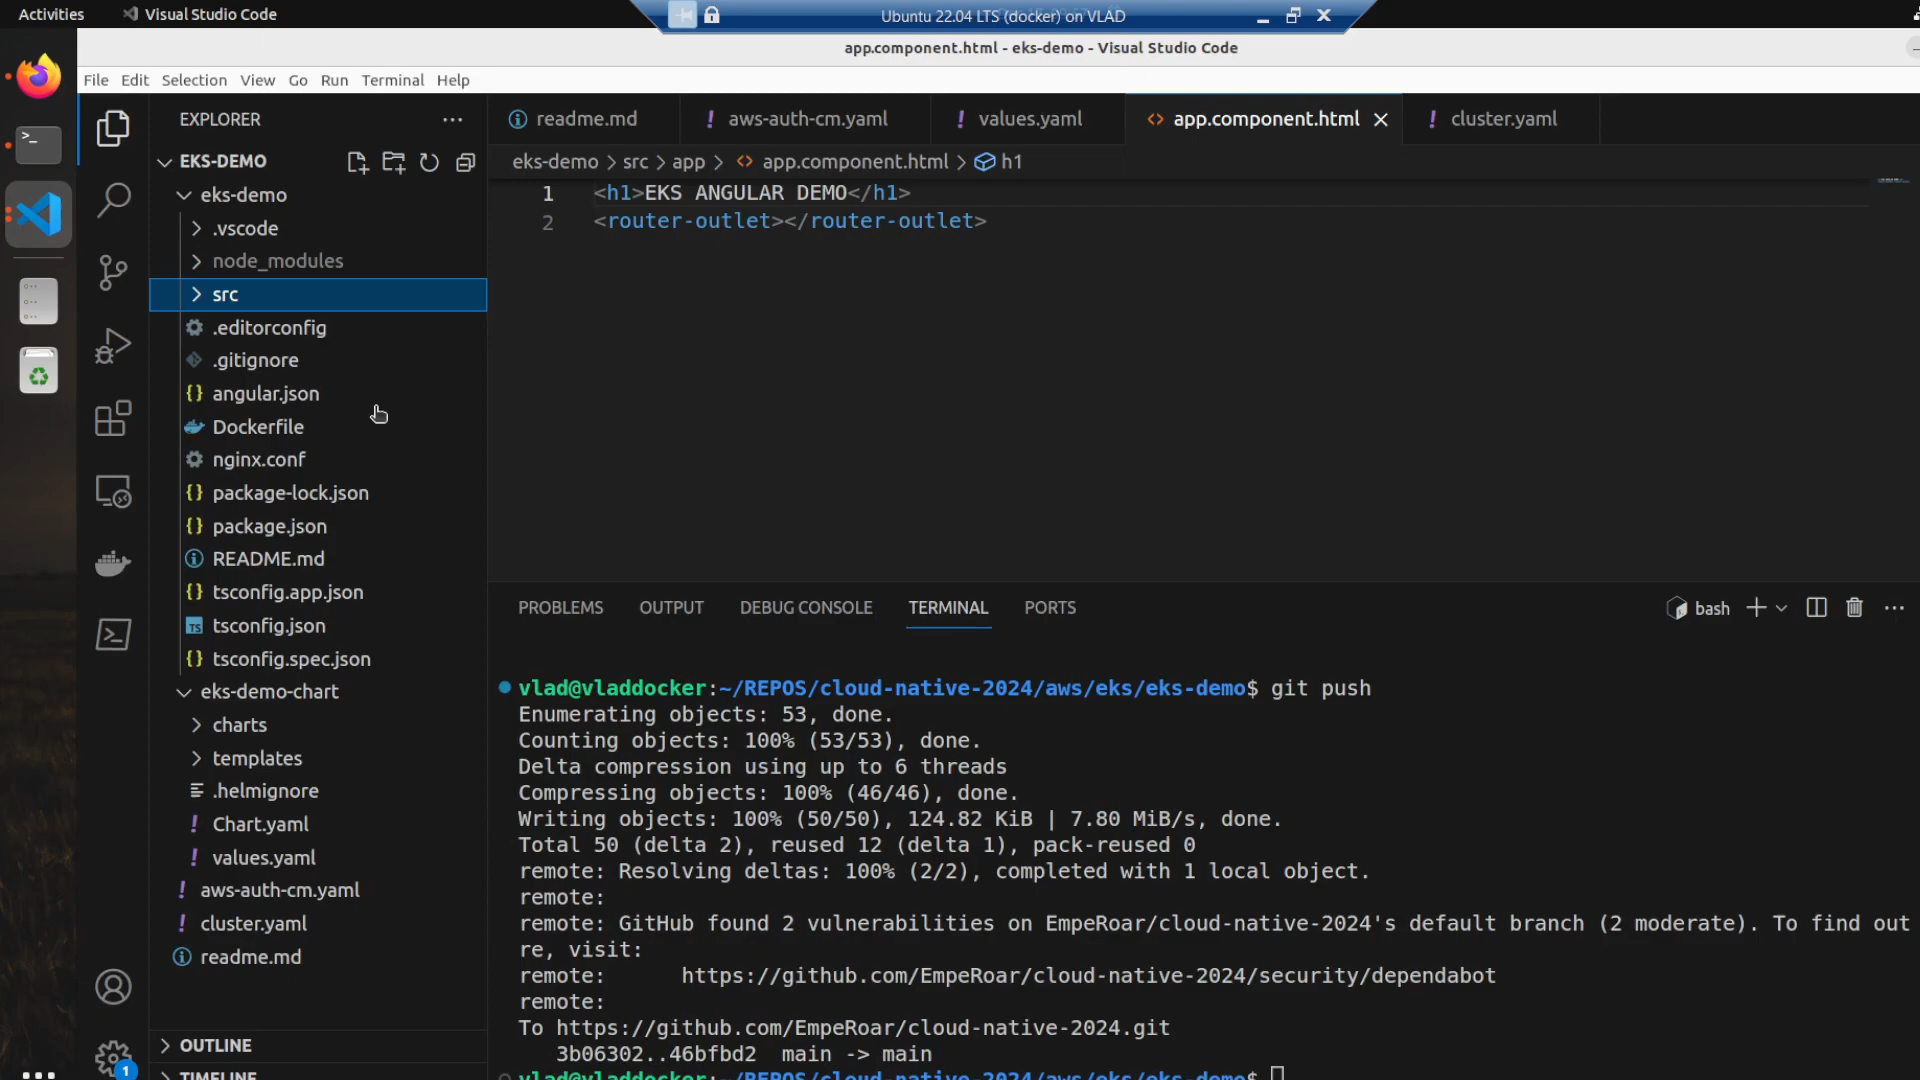 Activities
Visual Studio Code
Ubuntu 22.04 LTS (docker) on VLAD
app.component.html - eks-demo - Visual Studio Code
File Edit Selection View Go Run Terminal Help
EXPLORER
readme.md
aws-auth-cm.yaml
values.yaml
app.component.html
cluster.yaml
EKS-DEMO
eks-demo > src > app > app.component.html > h1
eks-demo
.vscode
node_modules
src
.editorconfig
.gitignore
angular.json
Dockerfile
nginx.conf
package-lock.json
package.json
README.md
tsconfig.app.json
tsconfig.json
tsconfig.spec.json
eks-demo-chart
charts
templates
.helmignore
Chart.yaml
values.yaml
aws-auth-cm.yaml
cluster.yaml
readme.md
OUTLINE
TIMELINE
1
1 <h1>EKS ANGULAR DEMO</h1>
2 <router-outlet></router-outlet>
PROBLEMS OUTPUT DEBUG CONSOLE TERMINAL PORTS
bash
vlad@vladdocker:~/REPOS/cloud-native-2024/aws/eks/eks-demo$ git push
Enumerating objects: 53, done.
Counting objects: 100% (53/53), done.
Delta compression using up to 6 threads
Compressing objects: 100% (46/46), done.
Writing objects: 100% (50/50), 124.82 KiB | 7.80 MiB/s, done.
Total 50 (delta 2), reused 12 (delta 1), pack-reused 0
remote: Resolving deltas: 100% (2/2), completed with 1 local object.
remote:
remote: GitHub found 2 vulnerabilities on EmpeRoar/cloud-native-2024's default branch (2 moderate). To find out
re, visit:
remote:      https://github.com/EmpeRoar/cloud-native-2024/security/dependabot
remote:
To https://github.com/EmpeRoar/cloud-native-2024.git
   3b06302..46bfbd2  main -> main
vlad@vladdocker:~/REPOS/cloud-native-2024/aws/eks/eks-demo$